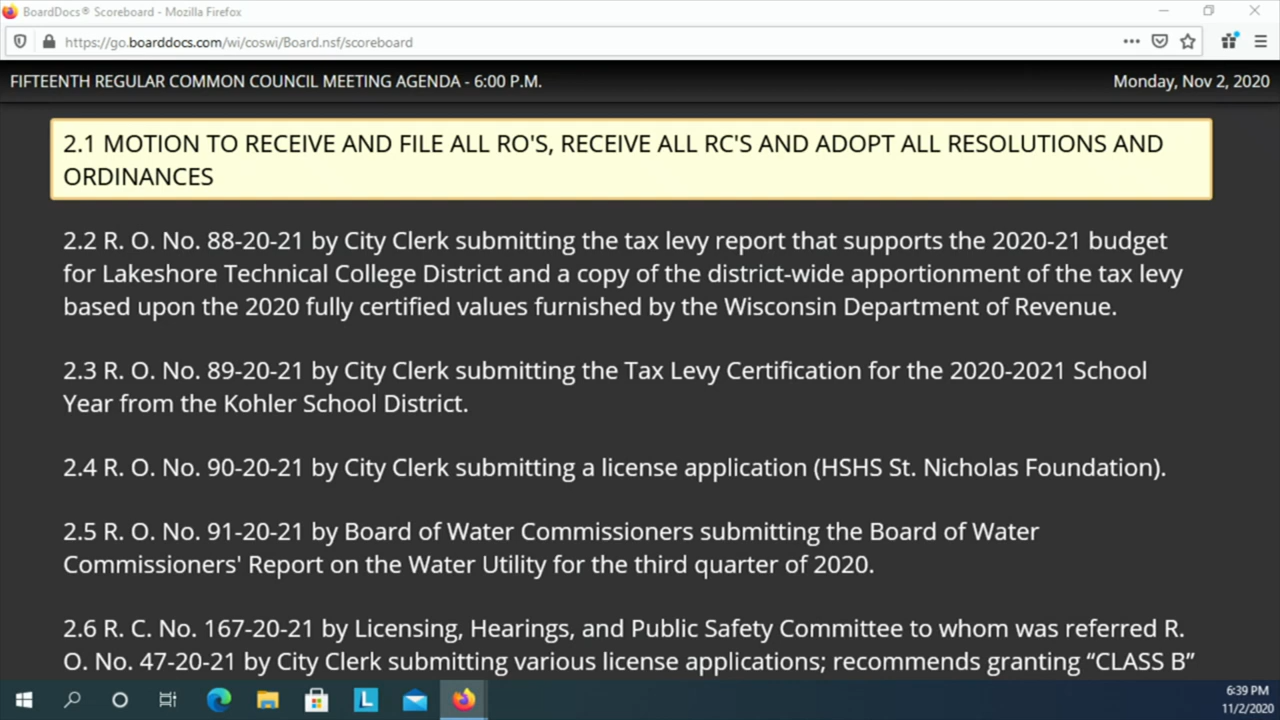 BoardDocs® Scoreboard - Mozilla Firefox
https://go.boarddocs.com/wi/coswi/Board.nsf/scoreboard
FIFTEENTH REGULAR COMMON COUNCIL MEETING AGENDA - 6:00 P.M.
Monday, Nov 2, 2020
2.1 MOTION TO RECEIVE AND FILE ALL RO'S, RECEIVE ALL RC'S AND ADOPT ALL RESOLUTIONS AND
ORDINANCES
2.2 R. O. No. 88-20-21 by City Clerk submitting the tax levy report that supports the 2020-21 budget
for Lakeshore Technical College District and a copy of the district-wide apportionment of the tax levy
based upon the 2020 fully certified values furnished by the Wisconsin Department of Revenue.
2.3 R. O. No. 89-20-21 by City Clerk submitting the Tax Levy Certification for the 2020-2021 School
Year from the Kohler School District.
2.4 R. O. No. 90-20-21 by City Clerk submitting a license application (HSHS St. Nicholas Foundation).
2.5 R. O. No. 91-20-21 by Board of Water Commissioners submitting the Board of Water
Commissioners' Report on the Water Utility for the third quarter of 2020.
2.6 R. C. No. 167-20-21 by Licensing, Hearings, and Public Safety Committee to whom was referred R.
O. No. 47-20-21 by City Clerk submitting various license applications; recommends granting “CLASS B”
L
6:39 PM
11/2/2020